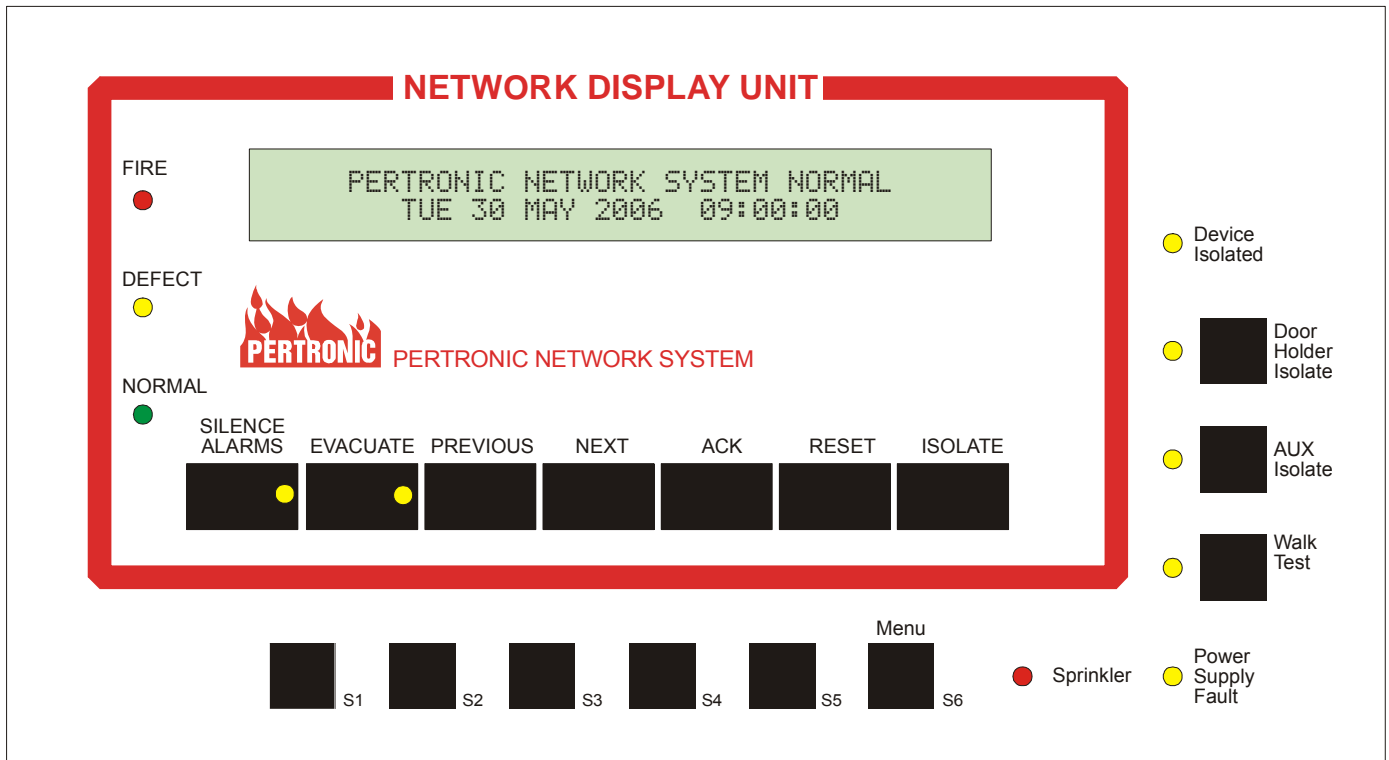 NETWORK DISPLAY UNIT
FIRE
PERTRONIC NETWORK SYSTEM NORMAL
TUE 30 MAY 2006 09:00:00
DEFECT
PERTRONIC
PERTRONIC NETWORK SYSTEM
NORMAL
SILENCE
ALARMS
EVACUATE
PREVIOUS
NEXT
ACK
RESET
ISOLATE
Device
Isolated
Door
Holder
Isolate
AUX
Isolate
Walk
Test
Menu
S1
S2
S3
S4
S5
S6
Sprinkler
Power
Supply
Fault